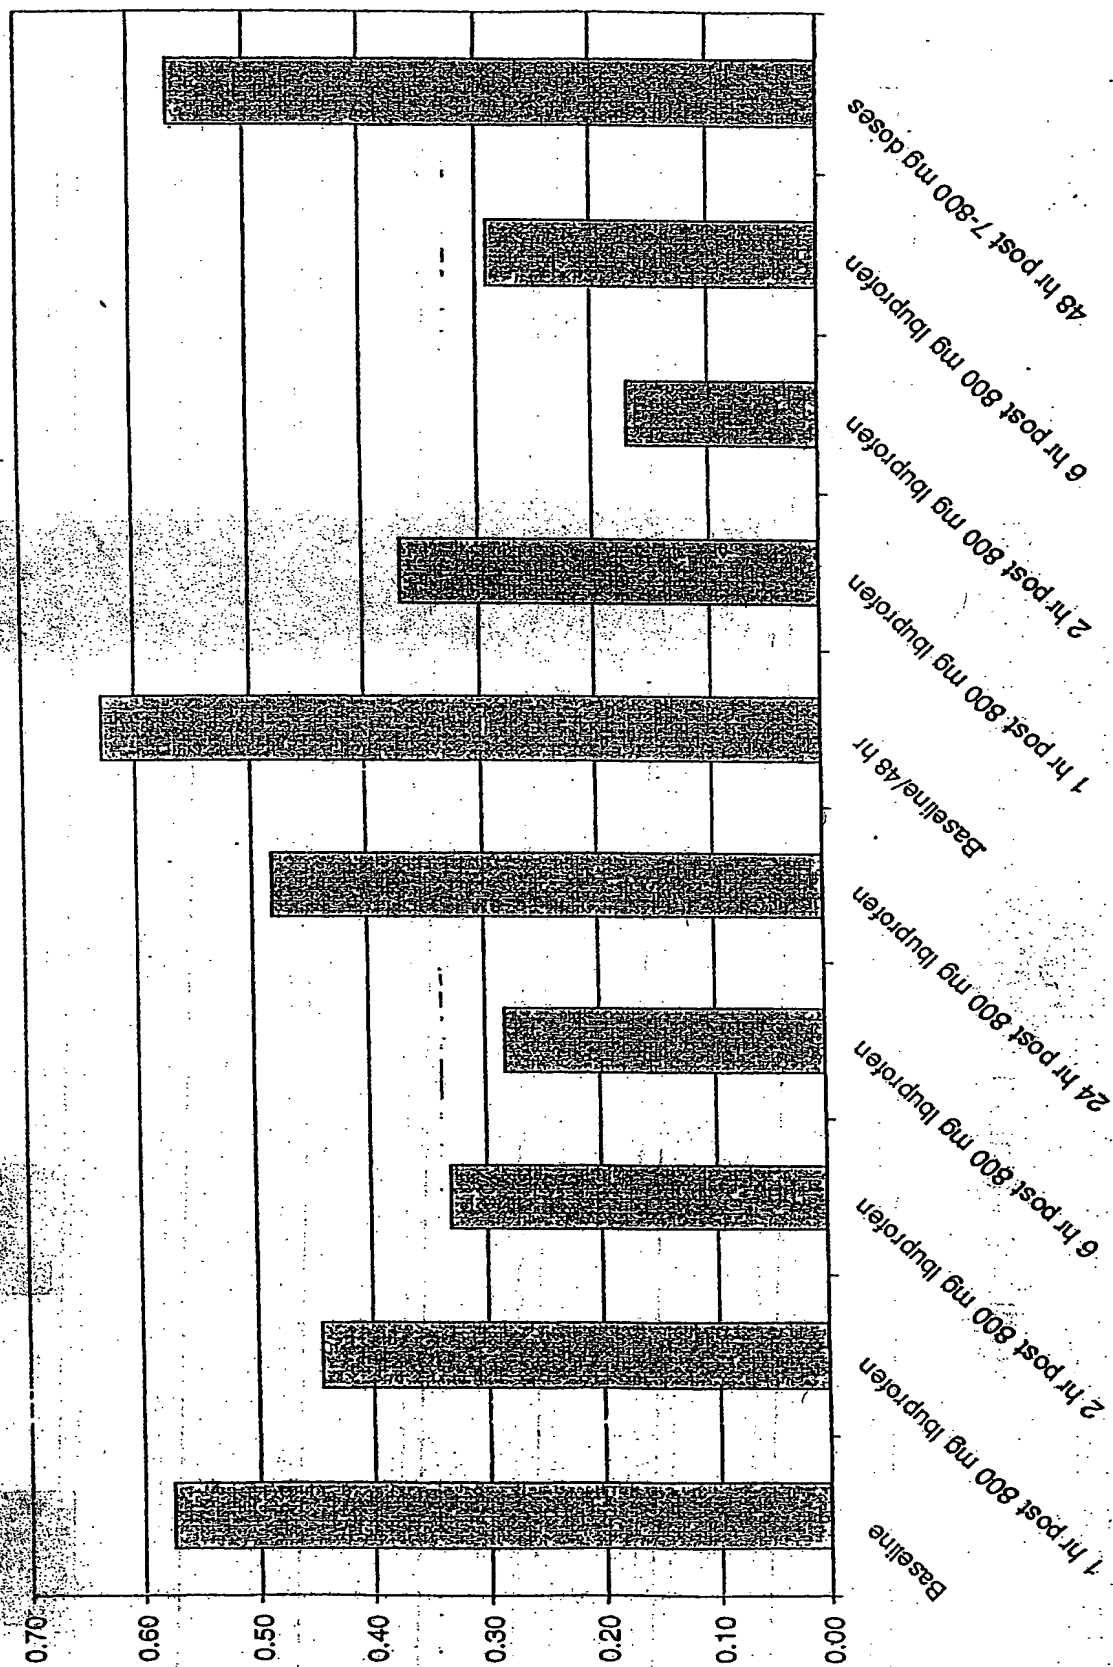 0.70
0.60
0.50
0.40
0.30
0.20
0.10
0.00
Baseline
1 hr post 800 mg Ibuprofen
2 hr post 800 mg Ibuprofen
6 hr post 800 mg Ibuprofen
24 hr post 800 mg Ibuprofen
Baseline/48 hr
1 hr post 800 mg Ibuprofen
2 hr post 800 mg Ibuprofen
6 hr post 800 mg Ibuprofen
48 hr post 7-800 mg doses